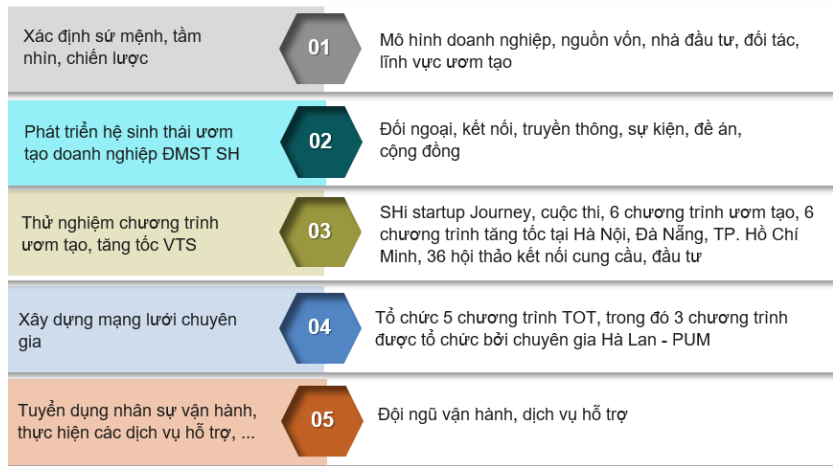 Xác định sứ mệnh, tầm
nhìn, chiến lược
01
Mô hình doanh nghiệp, nguồn vốn, nhà đầu tư, đối tác,
lĩnh vực ươm tạo
Phát triển hệ sinh thái ươm
tạo doanh nghiệp ĐMST SH
02
Đối ngoại, kết nối, truyền thông, sự kiện, đề án,
cộng đồng
Thử nghiệm chương trình
ươm tạo, tăng tốc VTS
03
SHi startup Journey, cuộc thi, 6 chương trình ươm tạo, 6
chương trình tăng tốc tại Hà Nội, Đà Nẵng, TP. Hồ Chí
Minh, 36 hội thảo kết nối cung cầu, đầu tư
Xây dựng mạng lưới chuyên
gia
04
Tổ chức 5 chương trình TOT, trong đó 3 chương trình
được tổ chức bởi chuyên gia Hà Lan - PUM
Tuyển dụng nhân sự vận hành,
thực hiện các dịch vụ hỗ trợ, ...
05
Đội ngũ vận hành, dịch vụ hỗ trợ